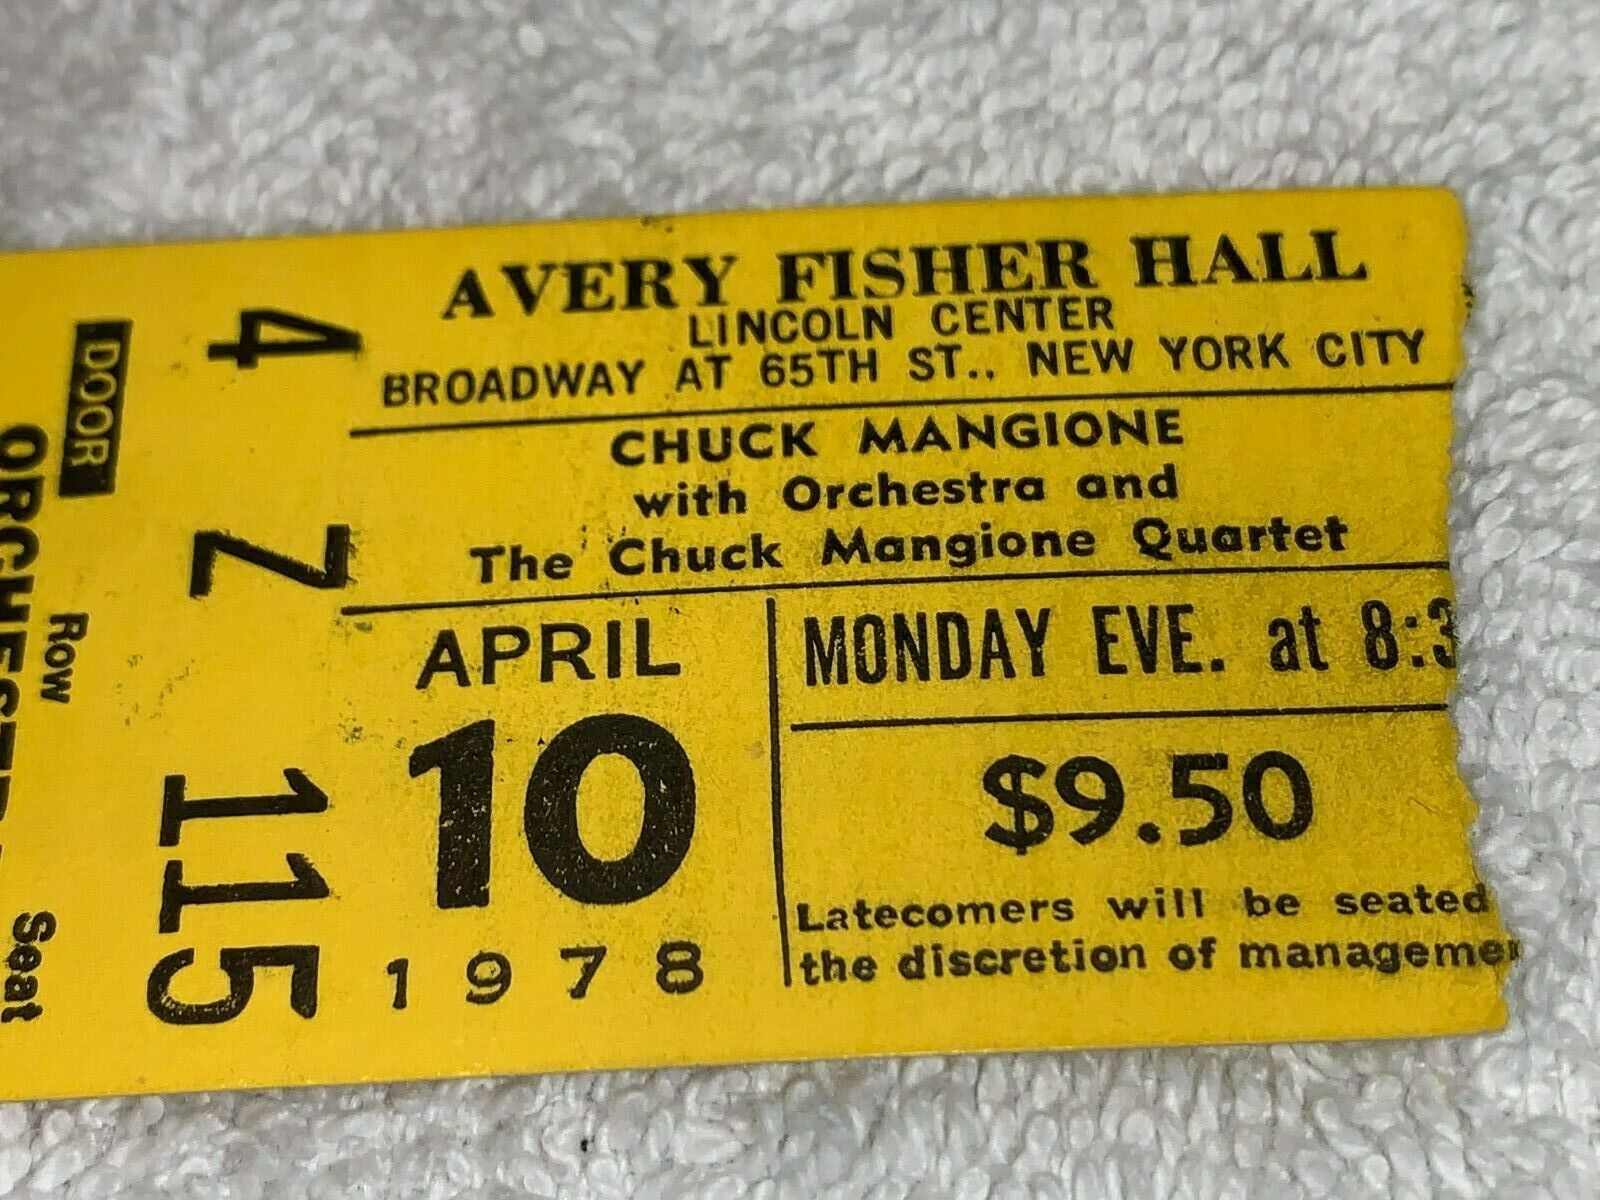 AVERY FISHER HALL
LINCOLN CENTER
BROADWAY AT 65TH ST., NEW YORK CITY
CHUCK MANGIONE
with Orchestra and
The Chuck Mangione Quartet
APRIL
10
1978
MONDAY EVE. at 8:3
$9.50
Latecomers will be seated
the discretion of manageme
4 Z 115
DOOR Row Seat
ORCHESTRA